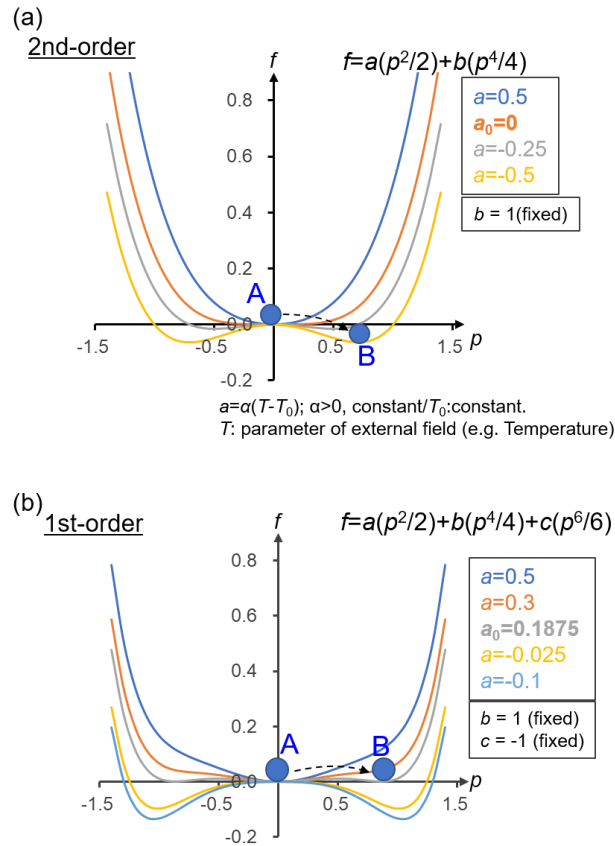 (a)
2nd-order
f
f=a(p²/2)+b(p⁴/4)
0.8
0.6
0.4
0.2
0.0
-0.2
-1.5
-0.5
0.5
1.5
p
A
B
a=0.5
a₀=0
a=-0.25
a=-0.5
b = 1(fixed)
a=α(T-T₀); α>0, constant/T₀:constant.
T: parameter of external field (e.g. Temperature)
(b)
1st-order
f
f=a(p²/2)+b(p⁴/4)+c(p⁶/6)
0.8
0.6
0.4
0.2
0.0
-0.2
-1.5
-0.5
0.5
1.5
p
A
B
a=0.5
a=0.3
a₀=0.1875
a=-0.025
a=-0.1
b = 1 (fixed)
c = -1 (fixed)